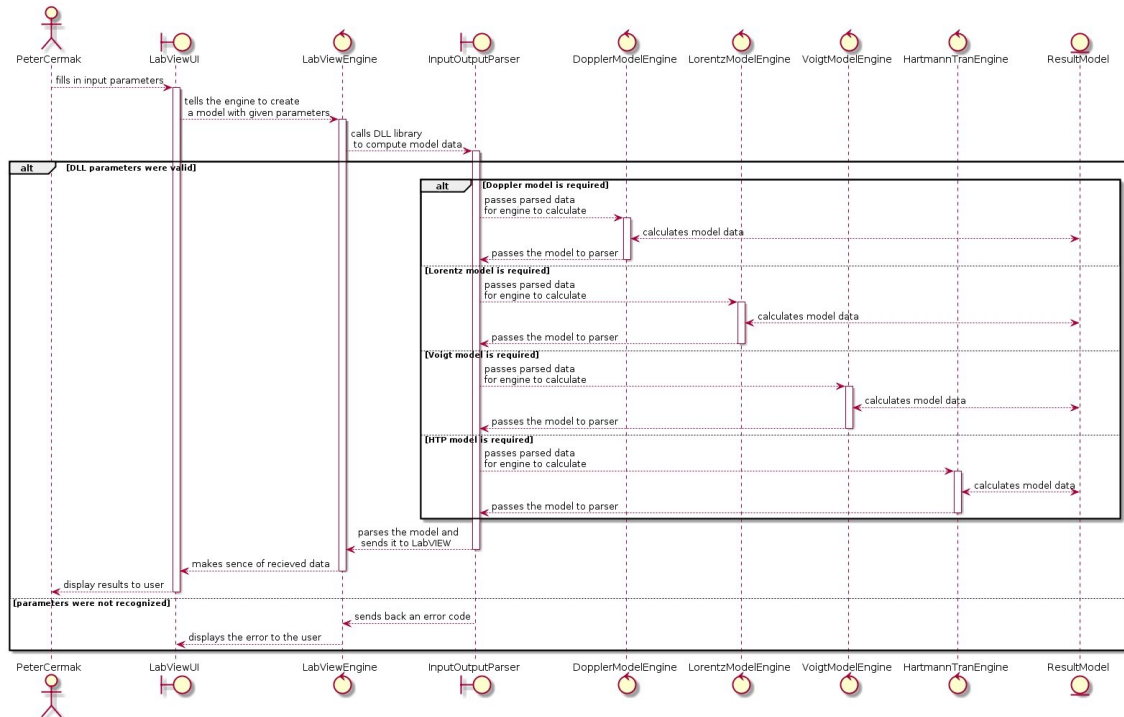 PeterCermak
LabViewUI
LabViewEngine
InputOutputParser
DopplerModelEngine
LorentzModelEngine
VoigtModelEngine
HartmannTranEngine
ResultModel
fills in input parameters
tells the engine to create
a model with given parameters
calls DLL library
to compute model data
alt
[DLL parameters were valid]
alt
[Doppler model is required]
passes parsed data
for engine to calculate
calculates model data
passes the model to parser
[Lorentz model is required]
passes parsed data
for engine to calculate
calculates model data
passes the model to parser
[Voigt model is required]
passes parsed data
for engine to calculate
calculates model data
passes the model to parser
[HTP model is required]
passes parsed data
for engine to calculate
calculates model data
passes the model to parser
parses the model and
sends it to LabVIEW
makes sence of recieved data
display results to user
[parameters were not recognized]
sends back an error code
displays the error to the user
PeterCermak
LabViewUI
LabViewEngine
InputOutputParser
DopplerModelEngine
LorentzModelEngine
VoigtModelEngine
HartmannTranEngine
ResultModel